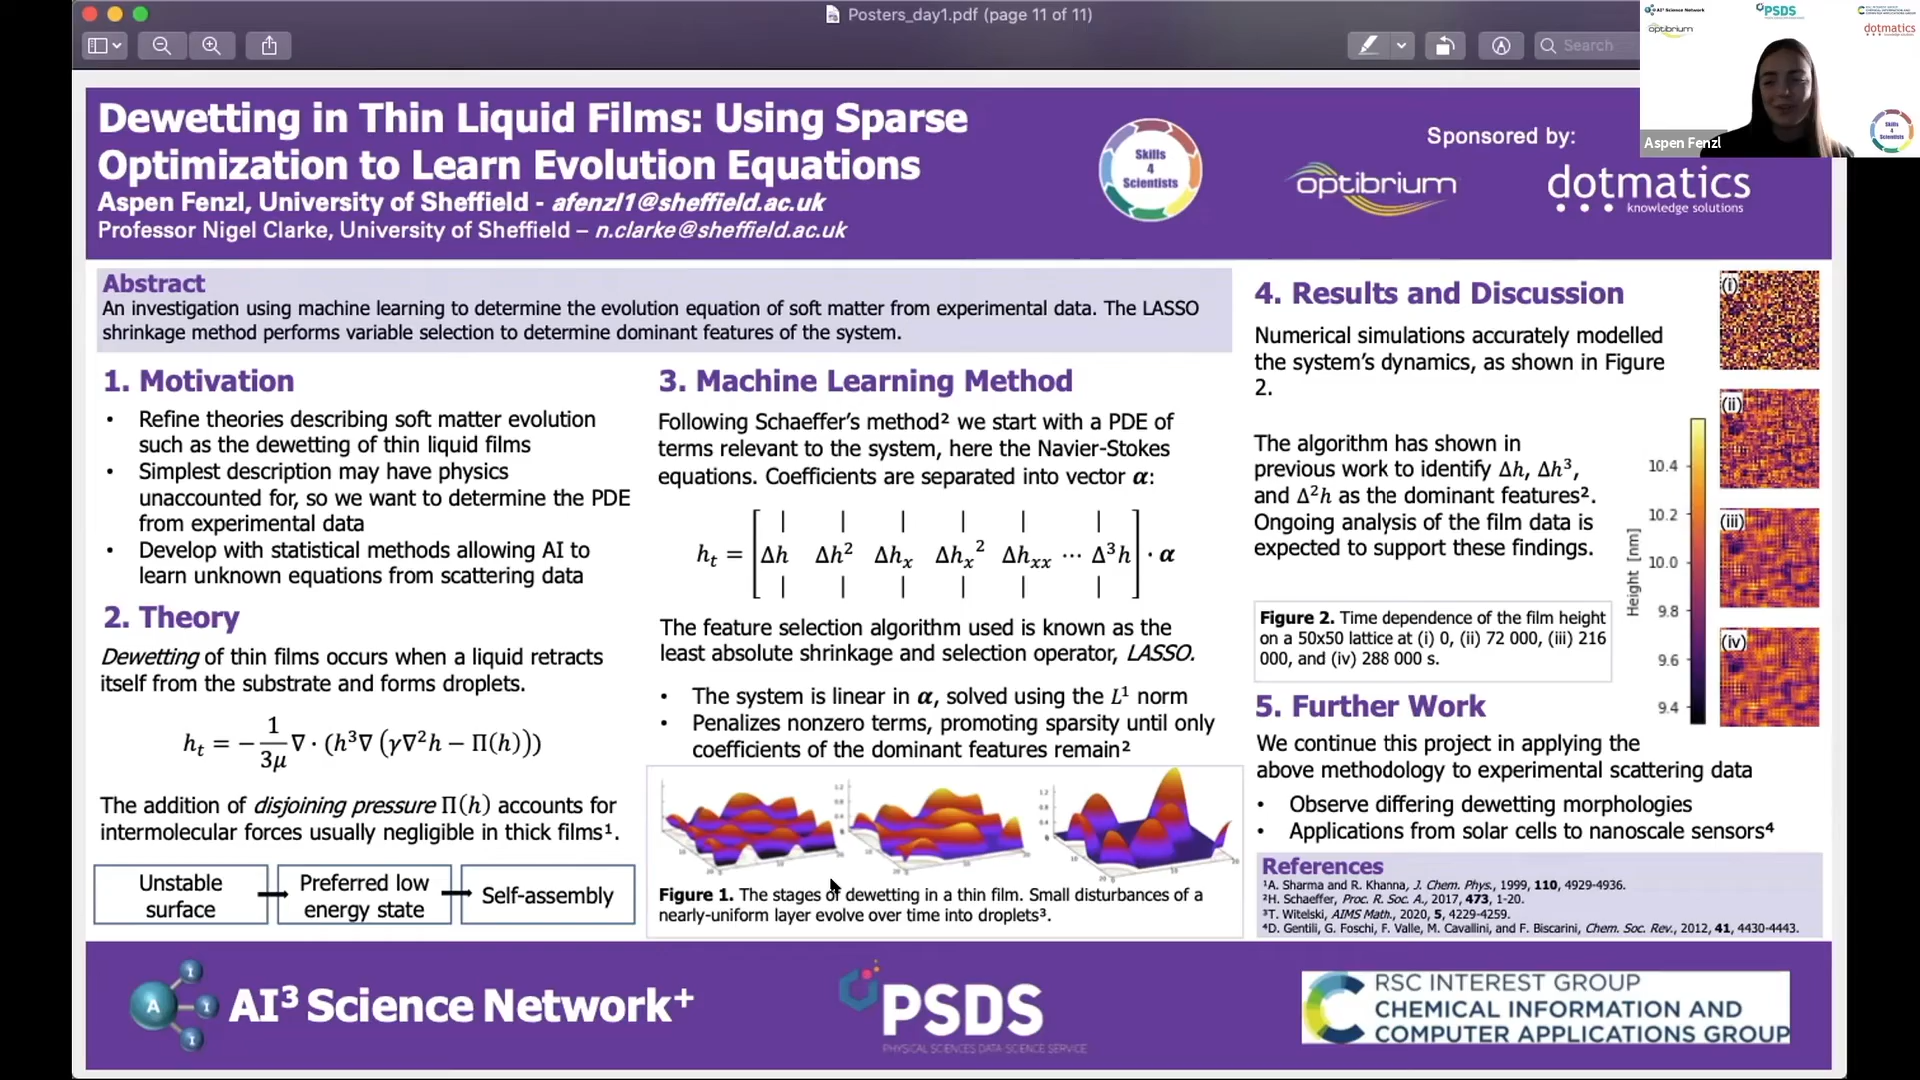 Posters_day1.pdf (page 11 of 11)
Search
AI³ Science Network⁺
PSDS
optibrium
dotmatics
Skills
4
Scientists
Aspen Fenzl
Dewetting in Thin Liquid Films: Using Sparse
Optimization to Learn Evolution Equations
Aspen Fenzl, University of Sheffield - afenzl1@sheffield.ac.uk
Professor Nigel Clarke, University of Sheffield – n.clarke@sheffield.ac.uk
Skills
4
Scientists
Sponsored by:
optibrium
dotmatics
knowledge solutions
Abstract
An investigation using machine learning to determine the evolution equation of soft matter from experimental data. The LASSO
shrinkage method performs variable selection to determine dominant features of the system.
1. Motivation
• Refine theories describing soft matter evolution
such as the dewetting of thin liquid films
• Simplest description may have physics
unaccounted for, so we want to determine the PDE
from experimental data
• Develop with statistical methods allowing AI to
learn unknown equations from scattering data
2. Theory
Dewetting of thin films occurs when a liquid retracts
itself from the substrate and forms droplets.
hₜ = −1/3μ ∇ · (h³∇ (γ∇²h − Π(h)))
The addition of disjoining pressure Π(h) accounts for
intermolecular forces usually negligible in thick films¹.
Unstable
surface
Preferred low
energy state
Self-assembly
3. Machine Learning Method
Following Schaeffer's method² we start with a PDE of
terms relevant to the system, here the Navier-Stokes
equations. Coefficients are separated into vector α:
hₜ = [Δh Δh² Δhₓ Δhₓ² Δhₓₓ ⋯ Δ³h] · α
The feature selection algorithm used is known as the
least absolute shrinkage and selection operator, LASSO.
• The system is linear in α, solved using the L¹ norm
• Penalizes nonzero terms, promoting sparsity until only
coefficients of the dominant features remain²
Figure 1. The stages of dewetting in a thin film. Small disturbances of a
nearly-uniform layer evolve over time into droplets³.
4. Results and Discussion
Numerical simulations accurately modelled
the system's dynamics, as shown in Figure
2.
The algorithm has shown in
previous work to identify Δh, Δh³,
and Δ²h as the dominant features².
Ongoing analysis of the film data is
expected to support these findings.
Figure 2. Time dependence of the film height
on a 50x50 lattice at (i) 0, (ii) 72 000, (iii) 216
000, and (iv) 288 000 s.
Height [nm]
10.4
10.2
10.0
9.8
9.6
9.4
(i)
(ii)
(iii)
(iv)
5. Further Work
We continue this project in applying the
above methodology to experimental scattering data
• Observe differing dewetting morphologies
• Applications from solar cells to nanoscale sensors⁴
References
¹A. Sharma and R. Khanna, J. Chem. Phys., 1999, 110, 4929-4936.
²H. Schaeffer, Proc. R. Soc. A., 2017, 473, 1-20.
³T. Witelski, AIMS Math., 2020, 5, 4229-4259.
⁴D. Gentili, G. Foschi, F. Valle, M. Cavallini, and F. Biscarini, Chem. Soc. Rev., 2012, 41, 4430-4443.
A I I I
AI³ Science Network⁺
PSDS
PHYSICAL SCIENCES DATA-SCIENCE SERVICE
RSC INTEREST GROUP
CHEMICAL INFORMATION AND
COMPUTER APPLICATIONS GROUP